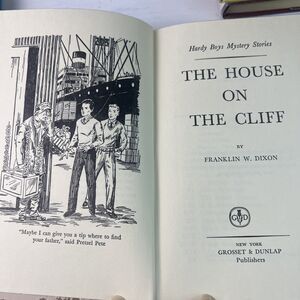 "Maybe I can give you a tip where to find
your father," said Pretzel Pete
Hardy Boys Mystery Stories
THE HOUSE
ON
THE CLIFF
BY
FRANKLIN W. DIXON
G&D
NEW YORK
GROSSET & DUNLAP
Publishers